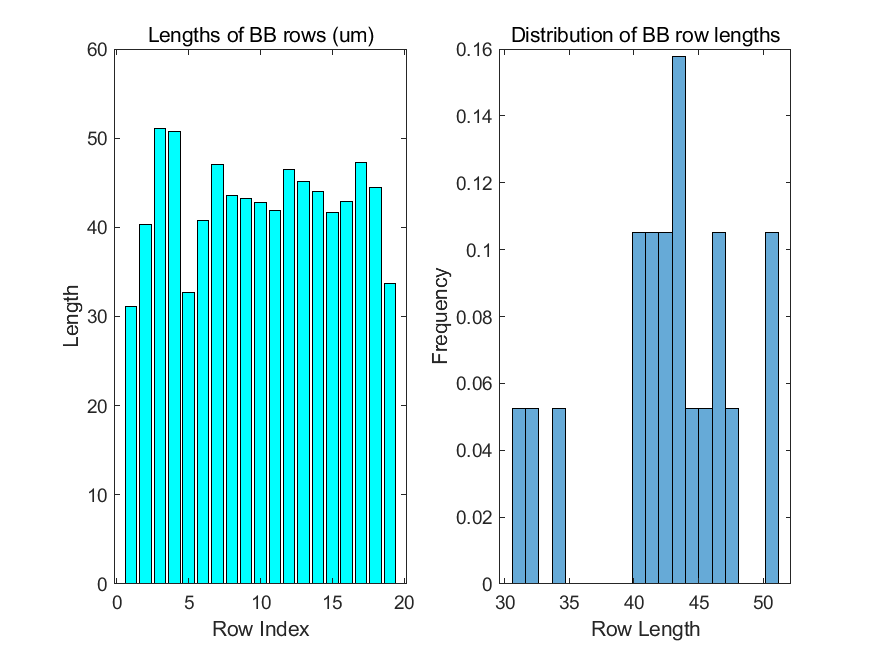 Lengths of BB rows (um)
60
50
40
30
20
10
0
Length
0 5 10 15 20
Row Index
Distribution of BB row lengths
0.16
0.14
0.12
0.1
0.08
0.06
0.04
0.02
0
Frequency
30 35 40 45 50
Row Length